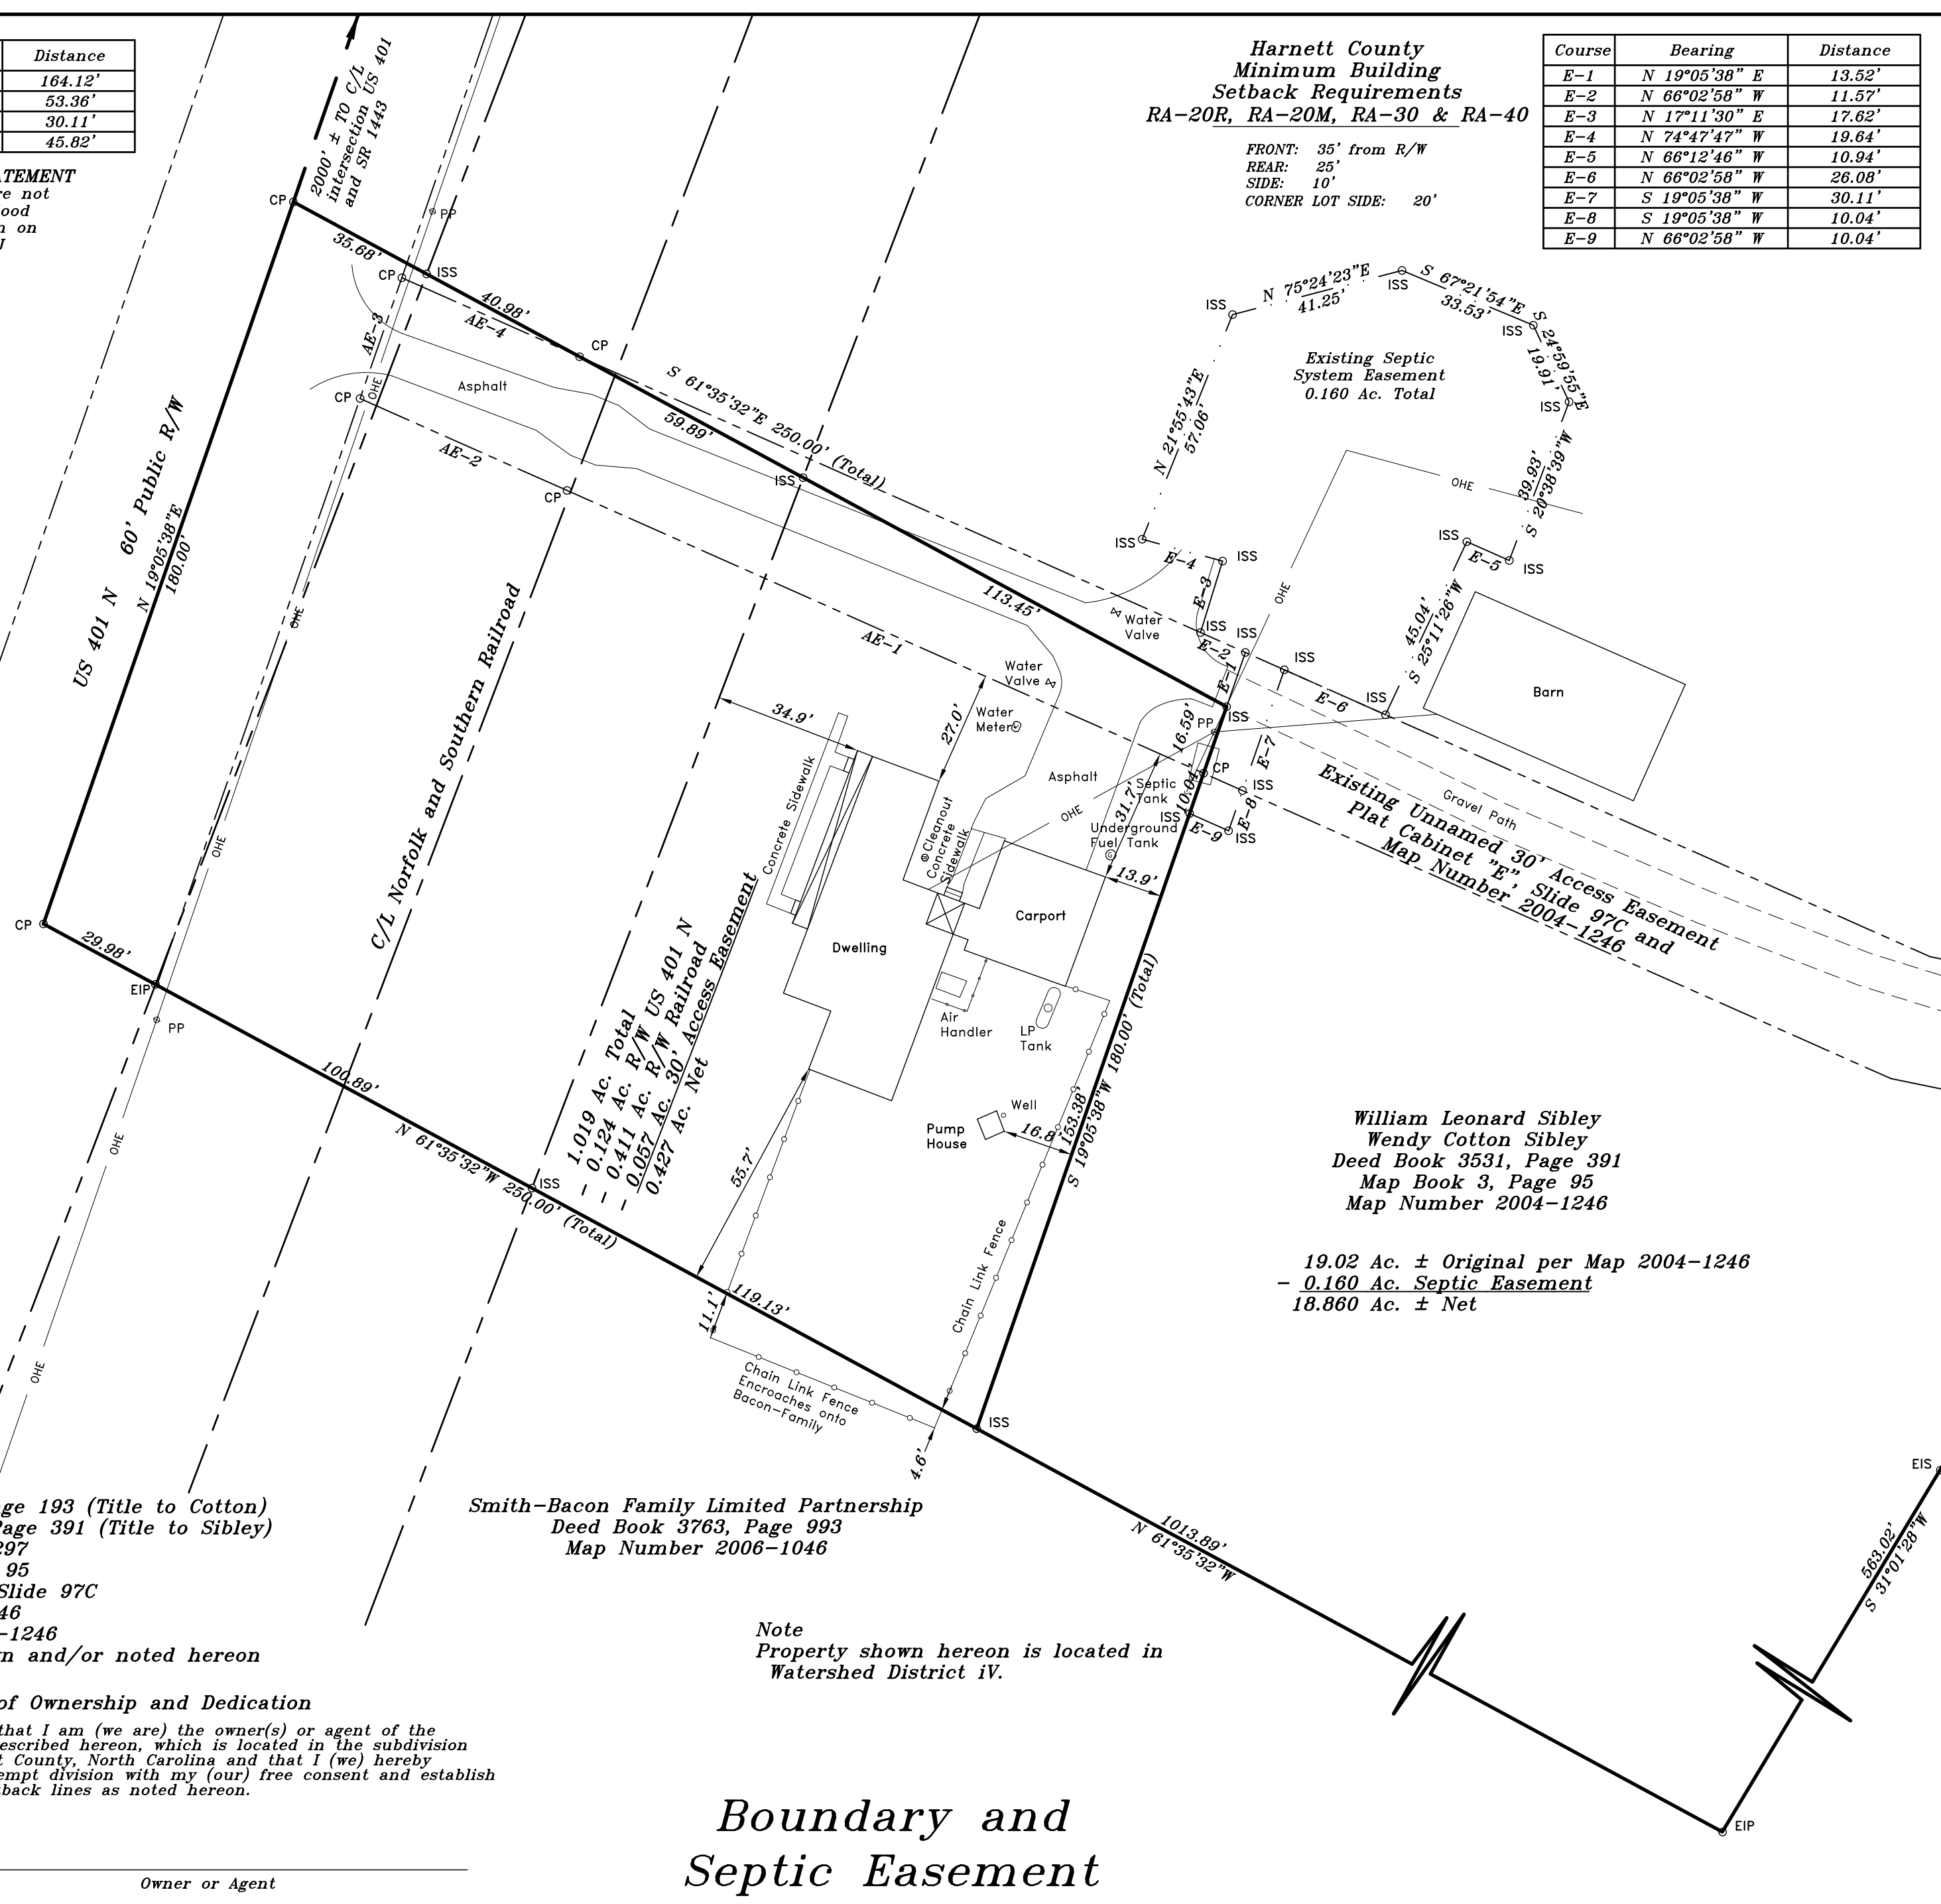 Distance
164.12'
53.36'
30.11'
45.82'
2000' ± TO C/L
intersection US 401
and SR 1443
Harnett County
Minimum Building
Setback Requirements
RA-20R, RA-20M, RA-30 & RA-40
FRONT: 35' from R/W
REAR: 25'
SIDE: 10'
CORNER LOT SIDE: 20'
Course Bearing Distance
E-1 N 19°05'38" E 13.52'
E-2 N 66°02'58" W 11.57'
E-3 N 17°11'30" E 17.62'
E-4 N 74°47'47" W 19.64'
E-5 N 66°12'46" W 10.94'
E-6 N 66°02'58" W 26.08'
E-7 S 19°05'38" W 30.11'
E-8 S 19°05'38" W 10.04'
E-9 N 66°02'58" W 10.04'
not
on
CP
PP
35.68'
CP
ISS
40.98'
AE-4
AE-3
CP
OHE
CP
Asphalt
S 61°35'32"E 250.00' (Total)
59.89'
AE-2
CP
ISS
US 401 N 60' Public R/W
N 19°05'38"E
180.00'
OHE
C/L Norfolk and Southern Railroad
OHE
AE-1
113.45'
ISS
N 75°24'23"E
41.25'
S 67°21'54"E
33.53'
ISS
S 24°59'55"E
19.91'
ISS
Existing Septic
System Easement
0.160 Ac. Total
N 21°55'43"E
57.06'
39.93'
S 20°38'39"W
OHE
OHE
ISS
E-4
ISS
E-3
ISS
E-5
ISS
Water
Valve
ISS
ISS
E-2
E-1
ISS
45.04'
S 25°11'26"W
E-6
ISS
Barn
Water
Valve
Water
Meter
34.9'
27.0'
16.59'
PP
ISS
E-7
CP
ISS
10.04'
Asphalt
Septic
Tank
31.7'
OHE
Underground
Fuel Tank
ISS
E-9
E-8
ISS
Existing Unnamed 30' Access Easement
Plat Cabinet "E", Slide 97C and
Map Number 2004-1246
Gravel Path
Concrete Sidewalk
Cleanout
Concrete
Sidewalk
13.9'
Carport
Dwelling
CP
29.98'
EIP
PP
100.89'
Air
Handler
LP
Tank
S 19°05'38"W 180.00' (Total)
153.38'
1.019 Ac. Total
- 0.124 Ac. R/W US 401 N
- 0.411 Ac. R/W Railroad
- 0.057 Ac. 30' Access Easement
0.427 Ac. Net
Well
Pump
House
16.8'
55.7'
N 61°35'32"W 250.00' (Total)
ISS
OHE
OHE
William Leonard Sibley
Wendy Cotton Sibley
Deed Book 3531, Page 391
Map Book 3, Page 95
Map Number 2004-1246
19.02 Ac. ± Original per Map 2004-1246
- 0.160 Ac. Septic Easement
18.860 Ac. ± Net
Chain Link Fence
119.13'
11.1'
Chain Link Fence
Encroaches onto
Bacon-Family
4.6'
ISS
EIS
Page 193 (Title to Cotton)
Page 391 (Title to Sibley)
297
95
Slide 97C
46
-1246
and/or noted hereon
Smith-Bacon Family Limited Partnership
Deed Book 3763, Page 993
Map Number 2006-1046
1013.89'
N 61°35'32"W
563.02'
S 31°01'28"W
Note
Property shown hereon is located in
Watershed District iV.
EIP
of Ownership and Dedication
that I am (we are) the owner(s) or agent of the
described hereon, which is located in the subdivision
County, North Carolina and that I (we) hereby
division with my (our) free consent and establish
lines as noted hereon.
Owner or Agent
Boundary and
Septic Easement